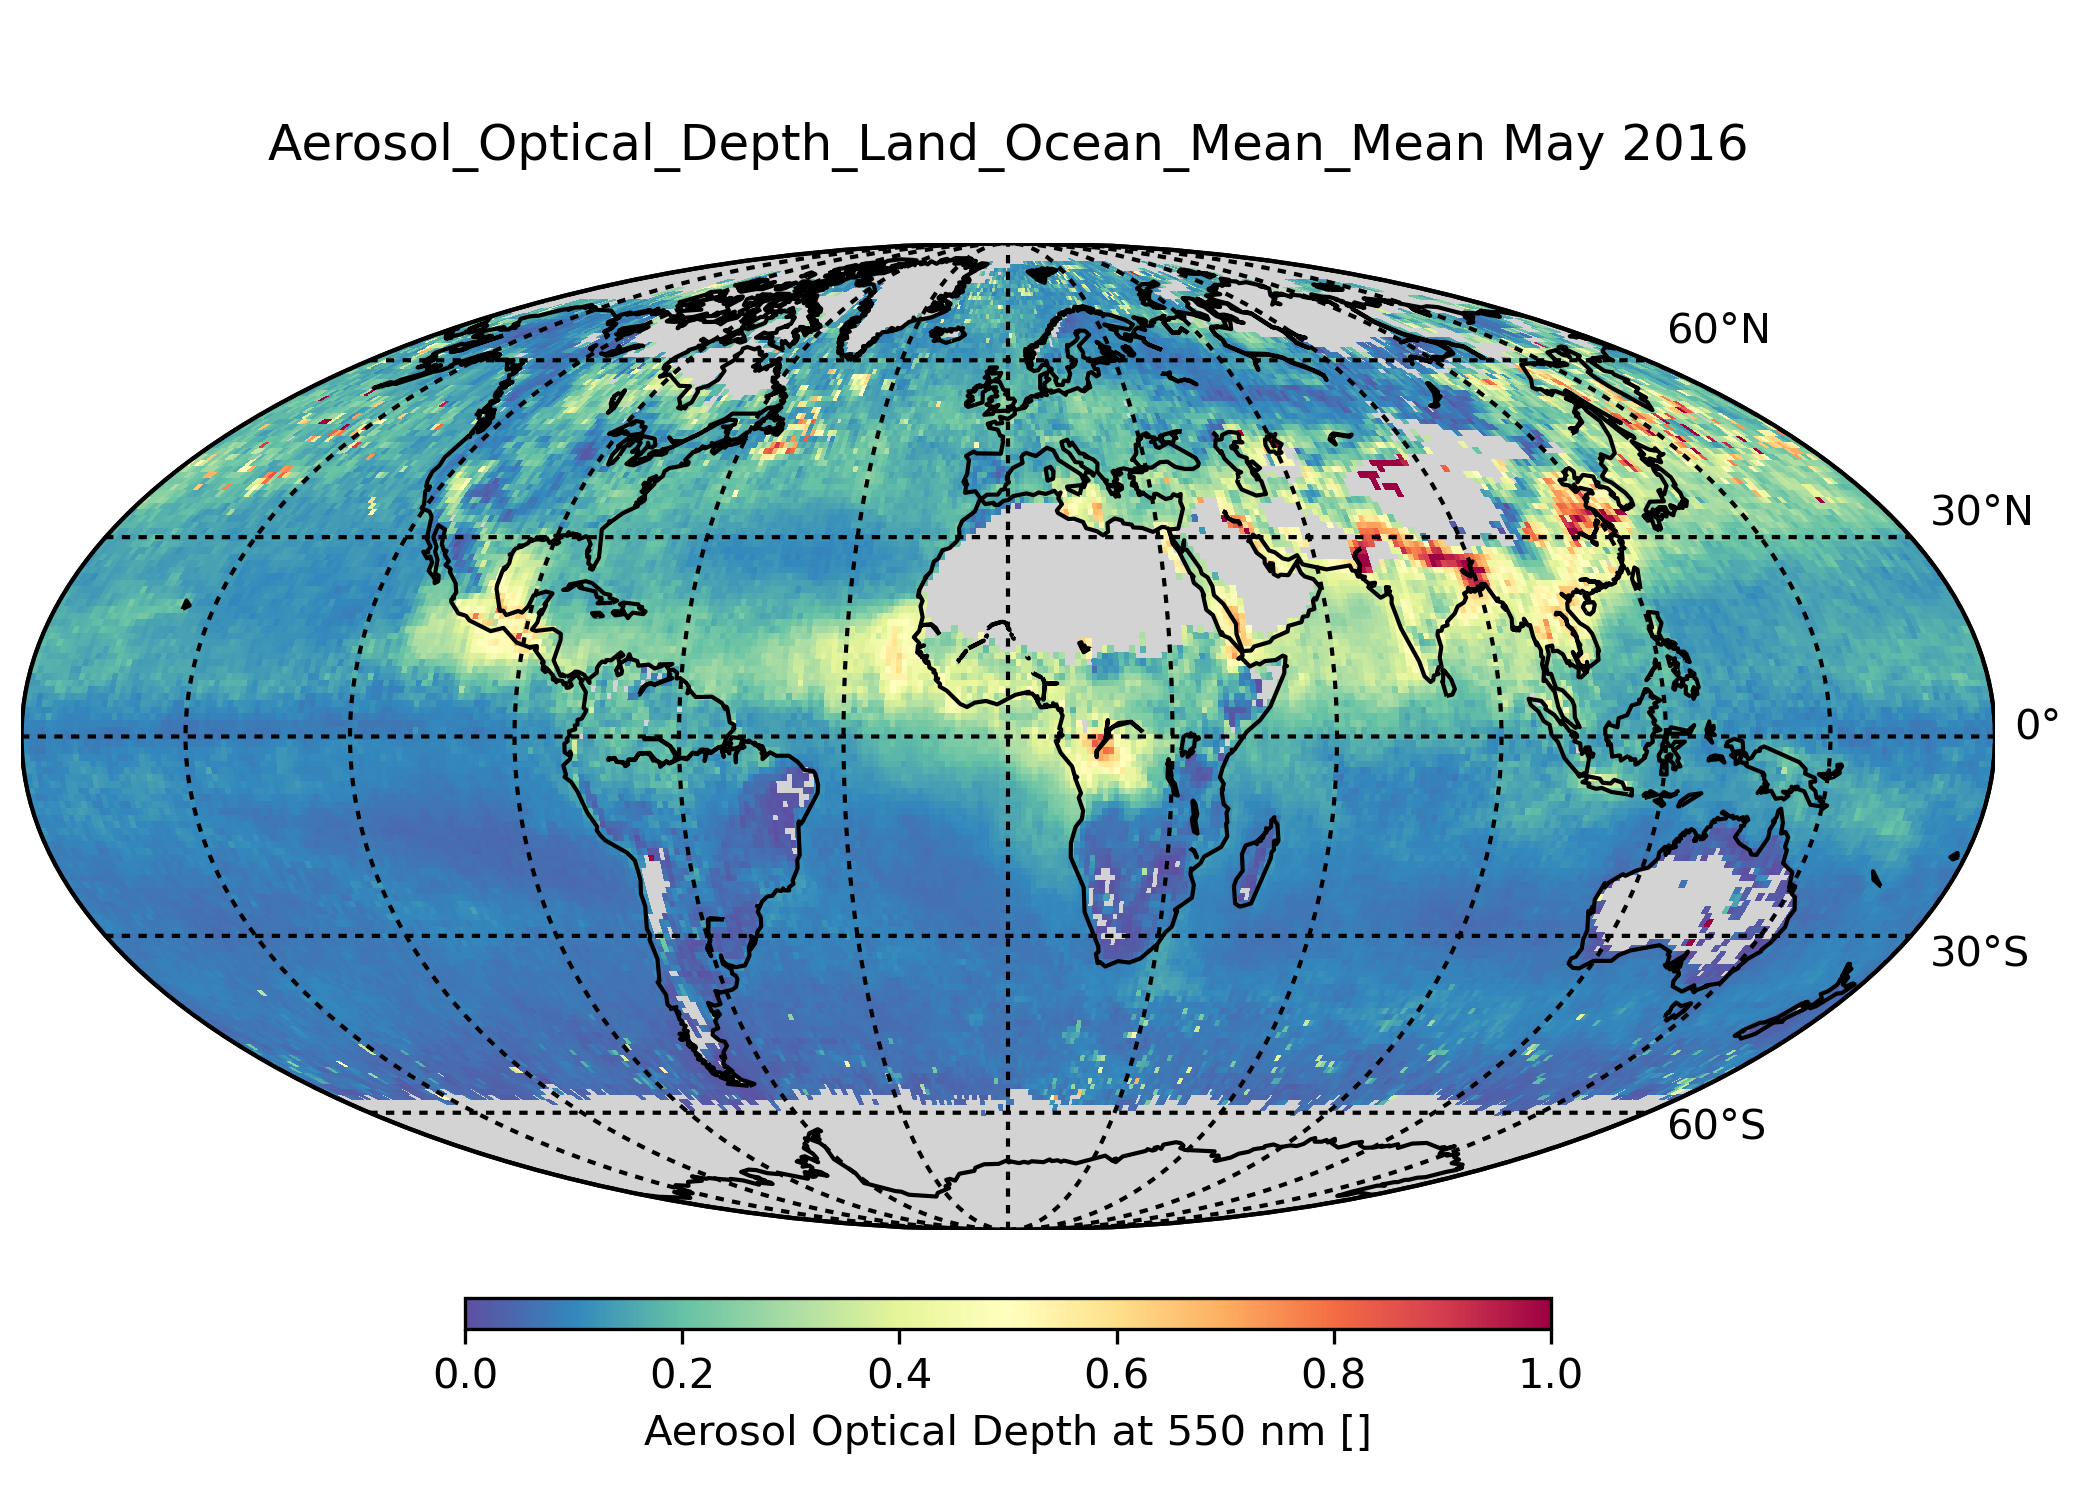 Aerosol_Optical_Depth_Land_Ocean_Mean_Mean May 2016
60°N
30°N
0°
30°S
60°S
0.0 0.2 0.4 0.6 0.8 1.0
Aerosol Optical Depth at 550 nm []